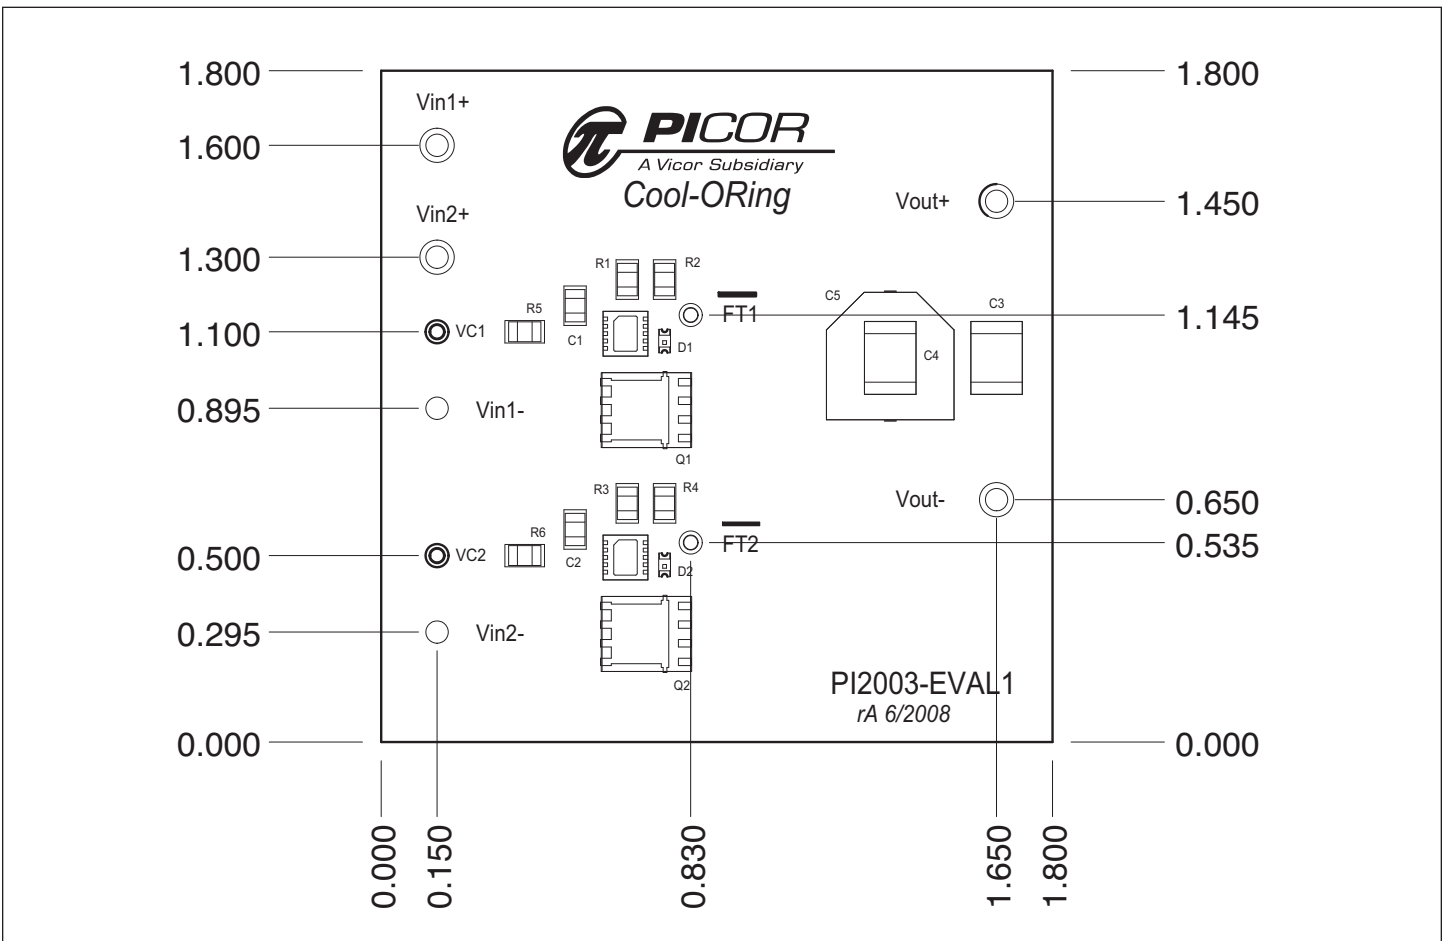 1.800
1.800
Vin1+
PICOR
1.600
A Vicor Subsidiary
Cool-ORing
Vout+
1.450
Vin2+
1.300
R1
R2
R5
C5
C3
FT1
1.145
1.100
VC1
C1
D1
C4
0.895
Vin1-
Q1
R3
R4
Vout-
0.650
R6
FT2
0.535
0.500
VC2
C2
D2
0.295
Vin2-
Q2
PI2003-EVAL1
rA 6/2008
0.000
0.000
0.000
0.150
0.830
1.650
1.800